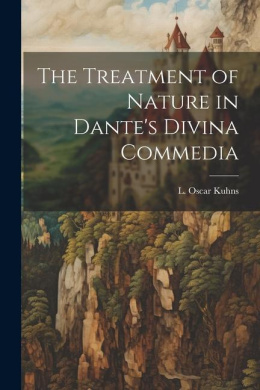 The Treatment of
Nature in
Dante's Divina
Commedia
L. Oscar Kuhns